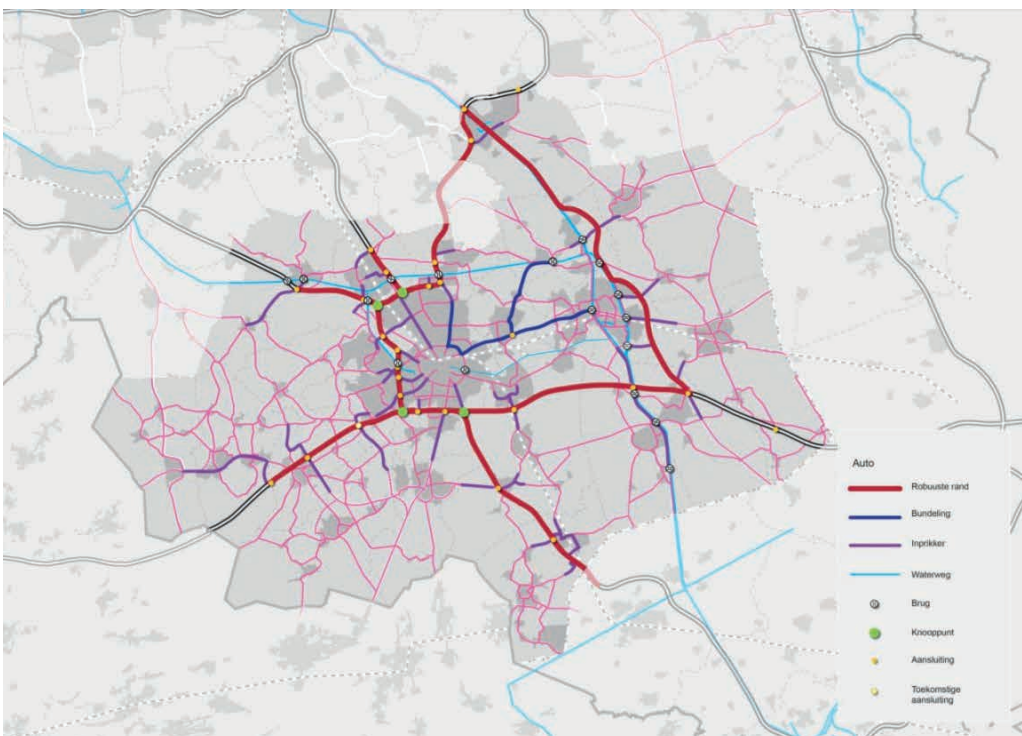 Auto
Robuuste rand
Bundeling
Inprikker
Waterweg
Brug
Knooppunt
Aansluiting
Toekomstige
aansluiting